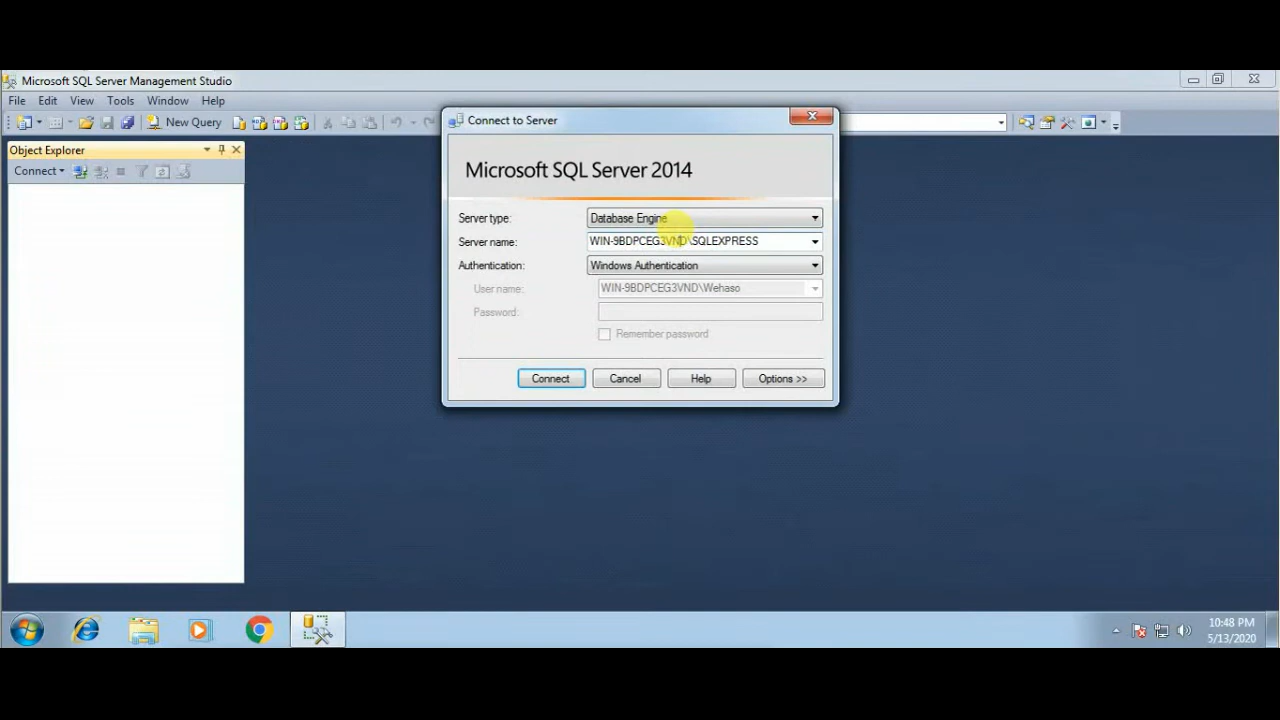 Microsoft SQL Server Management Studio
File Edit View Tools Window Help
New Query
Object Explorer
Connect
Connect to Server
Microsoft SQL Server 2014
Server type: Database Engine
Server name: WIN-9BDPCEG3VND\SQLEXPRESS
Authentication: Windows Authentication
User name: WIN-9BDPCEG3VND\Wehaso
Password:
Remember password
Connect Cancel Help Options >>
10:48 PM
5/13/2020